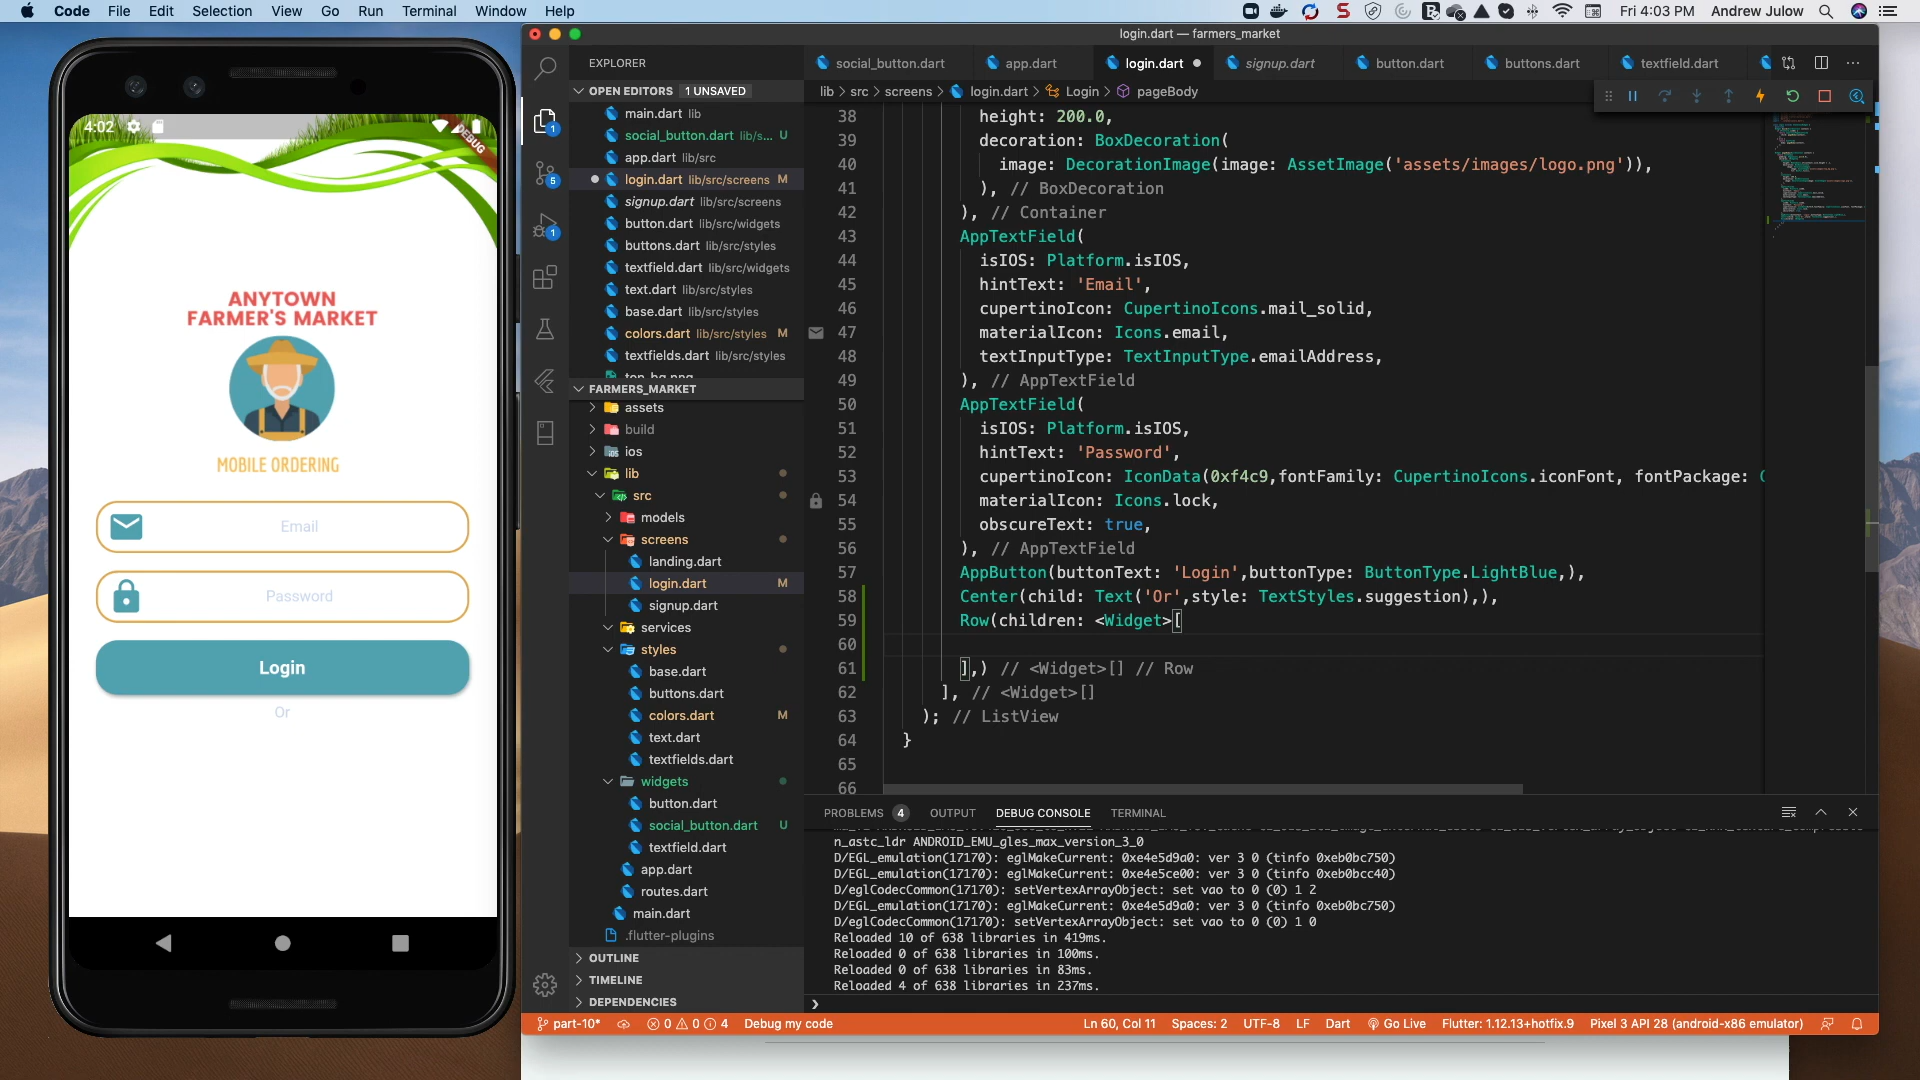 Code File Edit Selection View Go Run Terminal Window Help
Fri 4:03 PM Andrew Julow
login.dart — farmers_market
4:02
DEBUG
ANYTOWN
FARMER'S MARKET
MOBILE ORDERING
Email
Password
Login
Or
EXPLORER
OPEN EDITORS 1 UNSAVED
main.dart lib
social_button.dart lib/s... U
app.dart lib/src
login.dart lib/src/screens M
signup.dart lib/src/screens
button.dart lib/src/widgets
buttons.dart lib/src/styles
textfield.dart lib/src/widgets
text.dart lib/src/styles
base.dart lib/src/styles
colors.dart lib/src/styles M
textfields.dart lib/src/styles
FARMERS_MARKET
assets
build
ios
lib
src
models
screens
landing.dart
login.dart M
signup.dart
services
styles
base.dart
buttons.dart
colors.dart M
text.dart
textfields.dart
widgets
button.dart
social_button.dart U
textfield.dart
app.dart
routes.dart
main.dart
.flutter-plugins
OUTLINE
TIMELINE
DEPENDENCIES
1
5
1
social_button.dart app.dart login.dart signup.dart button.dart buttons.dart textfield.dart
lib > src > screens > login.dart > Login > pageBody
38 height: 200.0,
39 decoration: BoxDecoration(
40 image: DecorationImage(image: AssetImage('assets/images/logo.png')),
41 ), // BoxDecoration
42 ), // Container
43 AppTextField(
44 isIOS: Platform.isIOS,
45 hintText: 'Email',
46 cupertinoIcon: CupertinoIcons.mail_solid,
47 materialIcon: Icons.email,
48 textInputType: TextInputType.emailAddress,
49 ), // AppTextField
50 AppTextField(
51 isIOS: Platform.isIOS,
52 hintText: 'Password',
53 cupertinoIcon: IconData(0xf4c9,fontFamily: CupertinoIcons.iconFont, fontPackage:
54 materialIcon: Icons.lock,
55 obscureText: true,
56 ), // AppTextField
57 AppButton(buttonText: 'Login',buttonType: ButtonType.LightBlue,),
58 Center(child: Text('Or',style: TextStyles.suggestion),),
59 Row(children: <Widget>[
60
61 ],) // <Widget>[] // Row
62 ], // <Widget>[]
63 ); // ListView
64 }
65
66
PROBLEMS 4 OUTPUT DEBUG CONSOLE TERMINAL
n_astc_ldr ANDROID_EMU_gles_max_version_3_0
D/EGL_emulation(17170): eglMakeCurrent: 0xe4e5d9a0: ver 3 0 (tinfo 0xeb0bc750)
D/EGL_emulation(17170): eglMakeCurrent: 0xe4e5ce00: ver 3 0 (tinfo 0xeb0bcc40)
D/eglCodecCommon(17170): setVertexArrayObject: set vao to 0 (0) 1 2
D/EGL_emulation(17170): eglMakeCurrent: 0xe4e5d9a0: ver 3 0 (tinfo 0xeb0bc750)
D/eglCodecCommon(17170): setVertexArrayObject: set vao to 0 (0) 1 0
Reloaded 10 of 638 libraries in 419ms.
Reloaded 0 of 638 libraries in 100ms.
Reloaded 0 of 638 libraries in 83ms.
Reloaded 4 of 638 libraries in 237ms.
part-10* 0 0 4 Debug my code Ln 60, Col 11 Spaces: 2 UTF-8 LF Dart Go Live Flutter: 1.12.13+hotfix.9 Pixel 3 API 28 (android-x86 emulator)